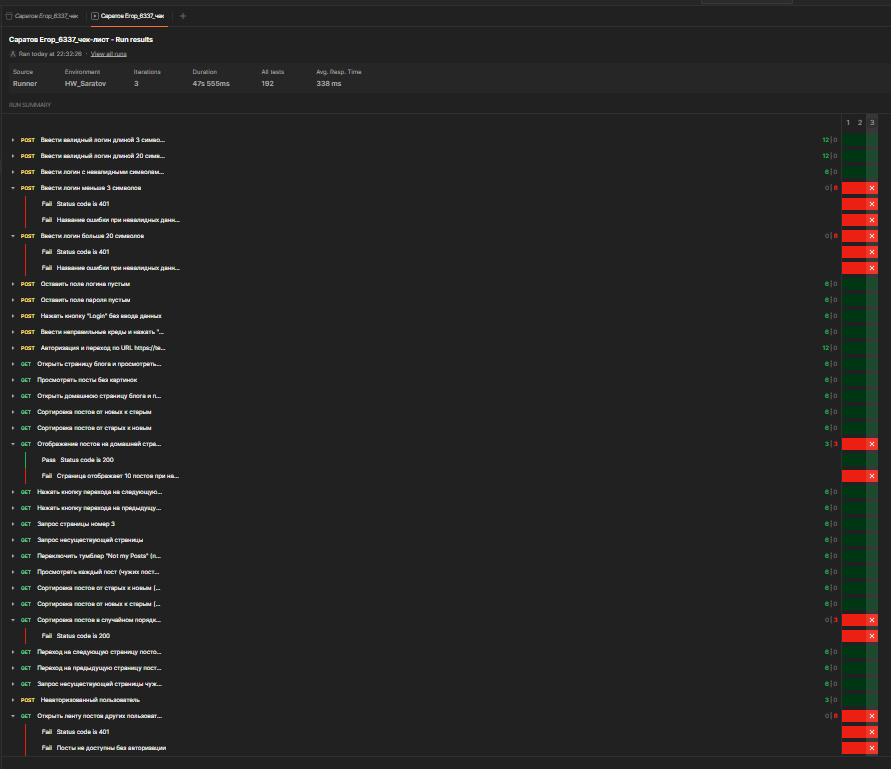 Саратов Егор_6337_чек
Саратов Егор_6337_чек
+
Саратов Егор_6337_чек-лист - Run results
Ran today at 22:32:26 · View all runs
Source Environment Iterations Duration All tests Avg. Resp. Time
Runner HW_Saratov 3 47s 555ms 192 338 ms
RUN SUMMARY
1 2 3
POST Ввести валидный логин длиной 3 симво... 12|0
POST Ввести валидный логин длиной 20 симв... 12|0
POST Ввести логин с невалидными символам... 6|0
POST Ввести логин меньше 3 символов 0|6
Fail Status code is 401
Fail Название ошибки при невалидных данн...
POST Ввести логин больше 20 символов 0|6
Fail Status code is 401
Fail Название ошибки при невалидных данн...
POST Оставить поле логина пустым 6|0
POST Оставить поле пароля пустым 6|0
POST Нажать кнопку "Login" без ввода данных 6|0
POST Ввести неправильные креды и нажать "... 6|0
POST Авторизация и переход по URL https://te... 12|0
GET Открыть страницу блога и просмотреть... 6|0
GET Просмотреть посты без картинок 6|0
GET Открыть домашнюю страницу блога и п... 6|0
GET Сортировка постов от новых к старым 6|0
GET Сортировка постов от старых к новым 6|0
GET Отображение постов на домашней стра... 3|3
Pass Status code is 200
Fail Страница отображает 10 постов при на...
GET Нажать кнопку перехода на следующую... 6|0
GET Нажать кнопку перехода на предыдущу... 6|0
GET Запрос страницы номер 3 6|0
GET Запрос несуществующей страницы 6|0
GET Переключить тумблер "Not my Posts" (п... 6|0
GET Просмотреть каждый пост (чужих пост... 6|0
GET Сортировка постов от старых к новым (... 6|0
GET Сортировка постов от новых к старым (... 6|0
GET Сортировка постов в случайном порядк... 0|3
Fail Status code is 200
GET Переход на следующую страницу посто... 6|0
GET Переход на предыдущую страницу пост... 6|0
GET Запрос несуществующей страницы чуж... 6|0
POST Неавторизованный пользователь 3|0
GET Открыть ленту постов других пользоват... 0|6
Fail Status code is 401
Fail Посты не доступны без авторизации